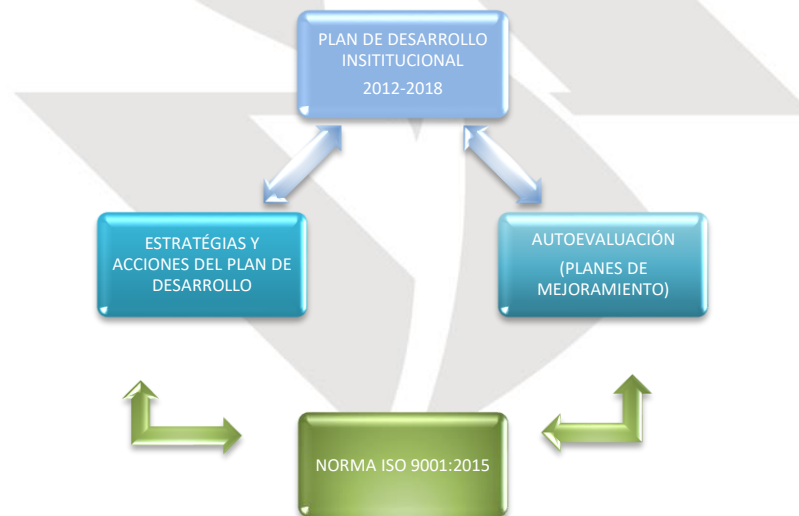 PLAN DE DESARROLLO
INSITITUCIONAL
2012-2018
ESTRATÉGIAS Y
ACCIONES DEL PLAN DE
DESARROLLO
AUTOEVALUACIÓN
(PLANES DE
MEJORAMIENTO)
NORMA ISO 9001:2015